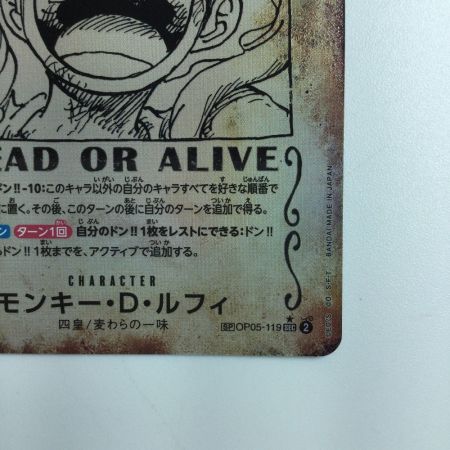 EAD OR ALIVE
ドン!!-10:このキャラ以外の自分のキャラすべてを好きな順番で
に置く。その後、このターンの後に自分のターンを追加で得る。
ン ターン1回 自分のドン!!1枚をレストにできる:ドン!!
ドン!!1枚までを、アクティブで追加する。
CHARACTER
モンキー・D・ルフィ
四皇/麦わらの一味
SP OP05-119 SEC 2
BANDAI MADE IN JAPAN